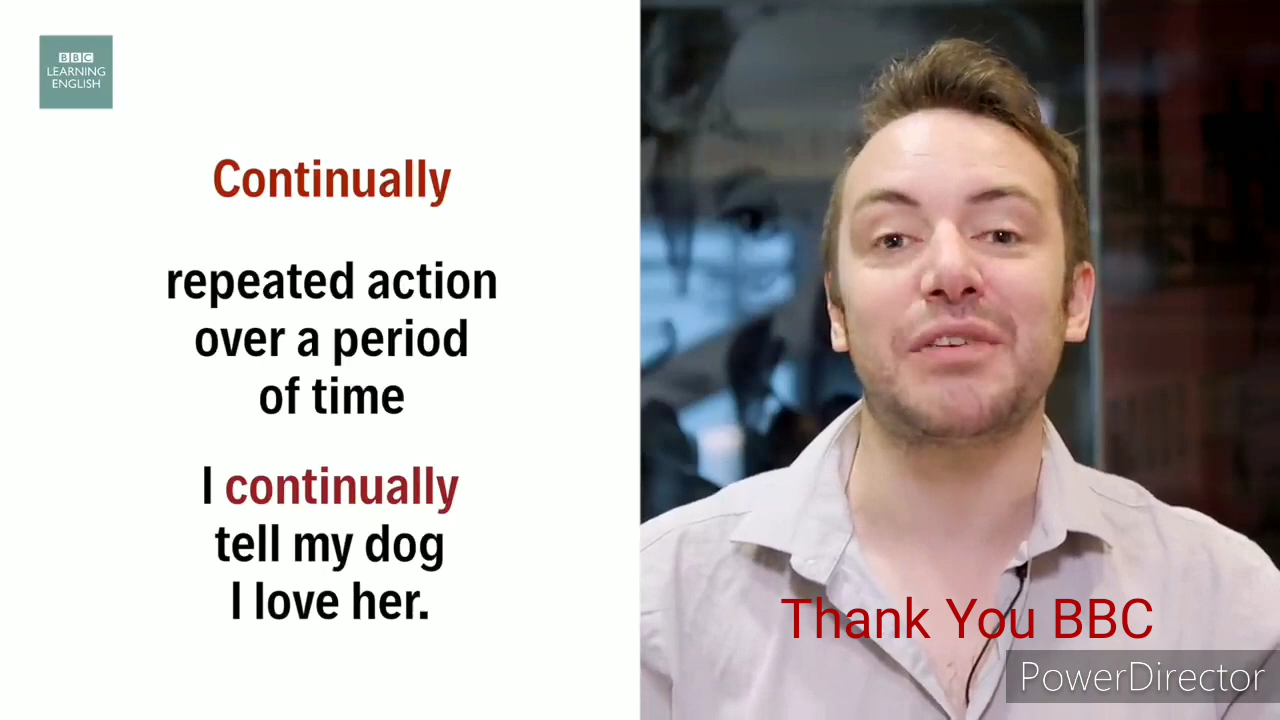 BBC
LEARNING
ENGLISH
Continually
repeated action
over a period
of time
I continually
tell my dog
I love her.
Thank You BBC
PowerDirector